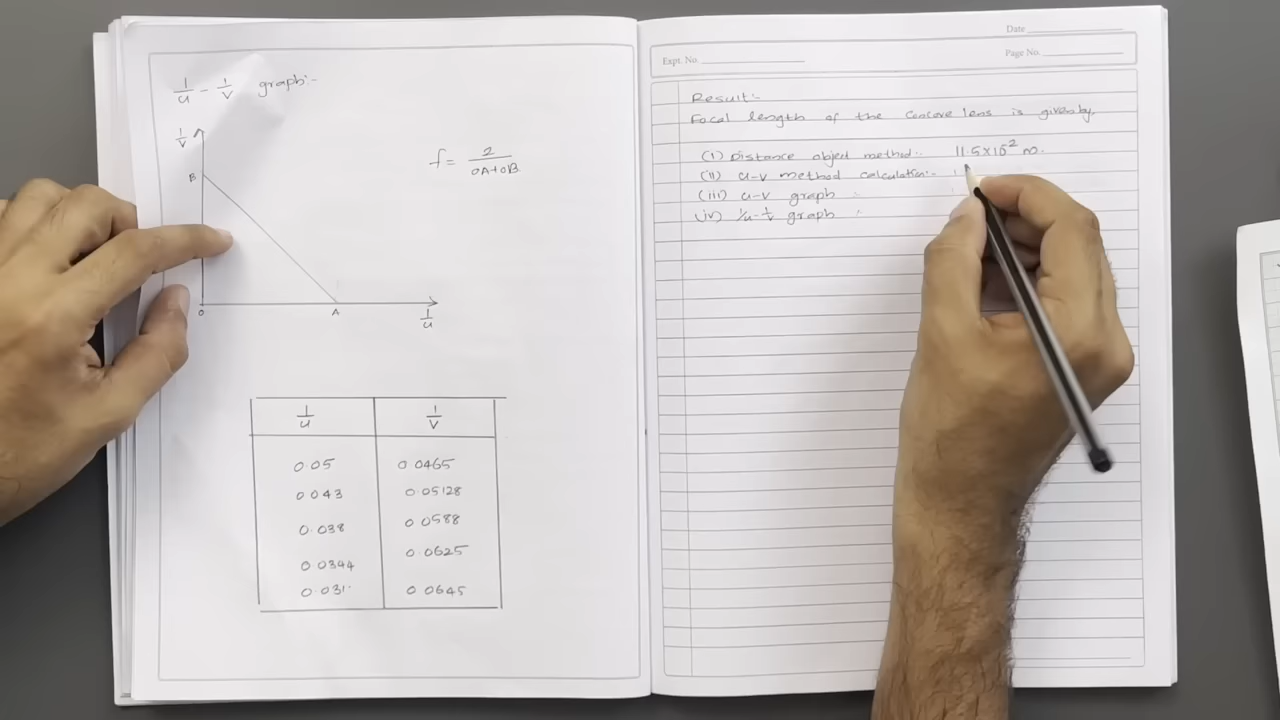 1/u - 1/v graph:-
1/v
B
O
A
1/u
f = 2/(OA+OB)
1/u 1/v
0.05 0.0465
0.043 0.05128
0.038 0.0588
0.0344 0.0625
0.031 0.0645
Date
Expt. No. Page No.
Result:-
Focal length of the concave lens is given by.
(i) Distance object method:- 11.5×10² m.
(ii) u-v method calculation:- 1
(iii) u-v graph :
(iv) 1/u-1/v graph :